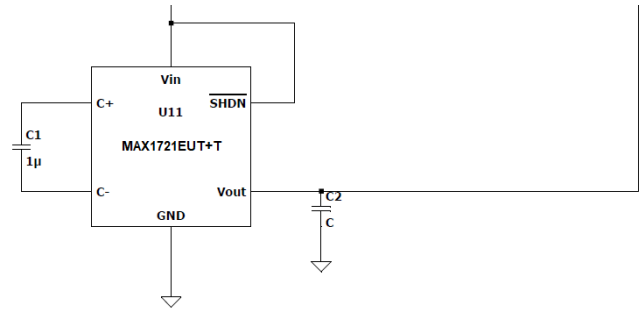 Vin
C+
SHDN
U11
C1
MAX1721EUT+T
1µ
C-
Vout
C2
GND
C